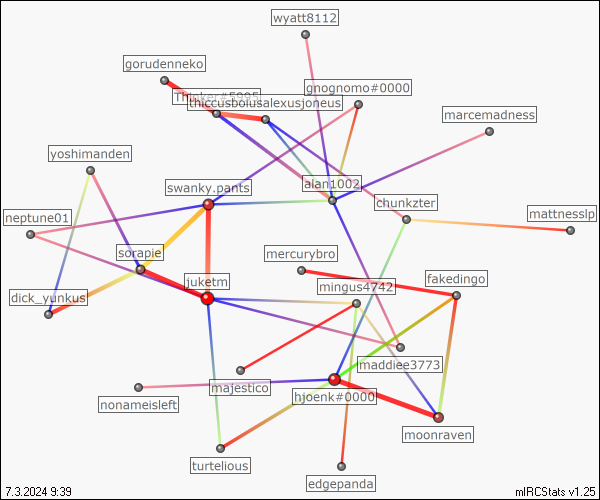 wyatt8112
gorudenneko
gnognomo#0000
Thinker#5995
thiccusboiusalexusjoneus
marcemadness
yoshimanden
swanky.pants
alan1002
chunkzter
neptune01
mattnesslp
sorapie
mercurybro
juketm
mingus4742
fakedingo
dick_yunkus
maddiee3773
majestico
hjoenk#0000
nonameisleft
moonraven
turtelious
edgepanda
7.3.2024 9:39
mIRCStats v1.25